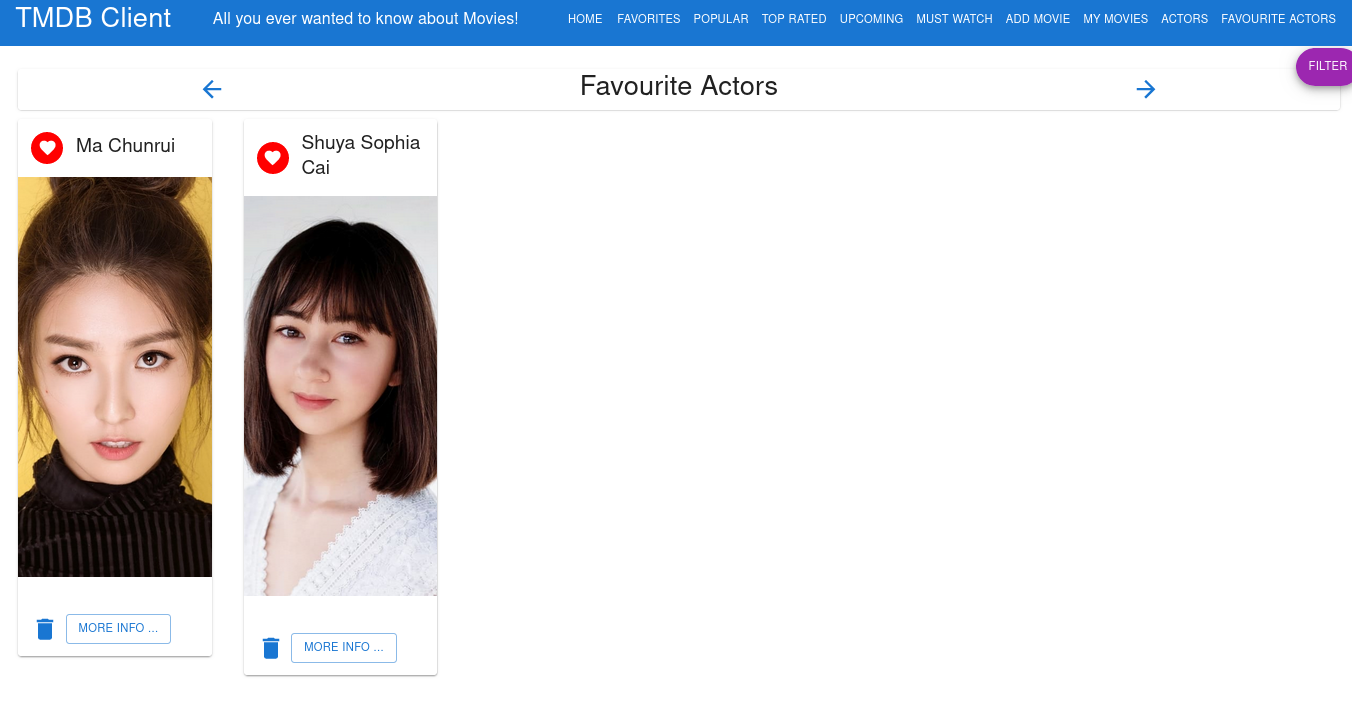 TMDB Client
All you ever wanted to know about Movies!
HOME FAVORITES POPULAR TOP RATED UPCOMING MUST WATCH ADD MOVIE MY MOVIES ACTORS FAVOURITE ACTORS
FILTER
Favourite Actors
Ma Chunrui
Shuya Sophia
Cai
MORE INFO ...
MORE INFO ...